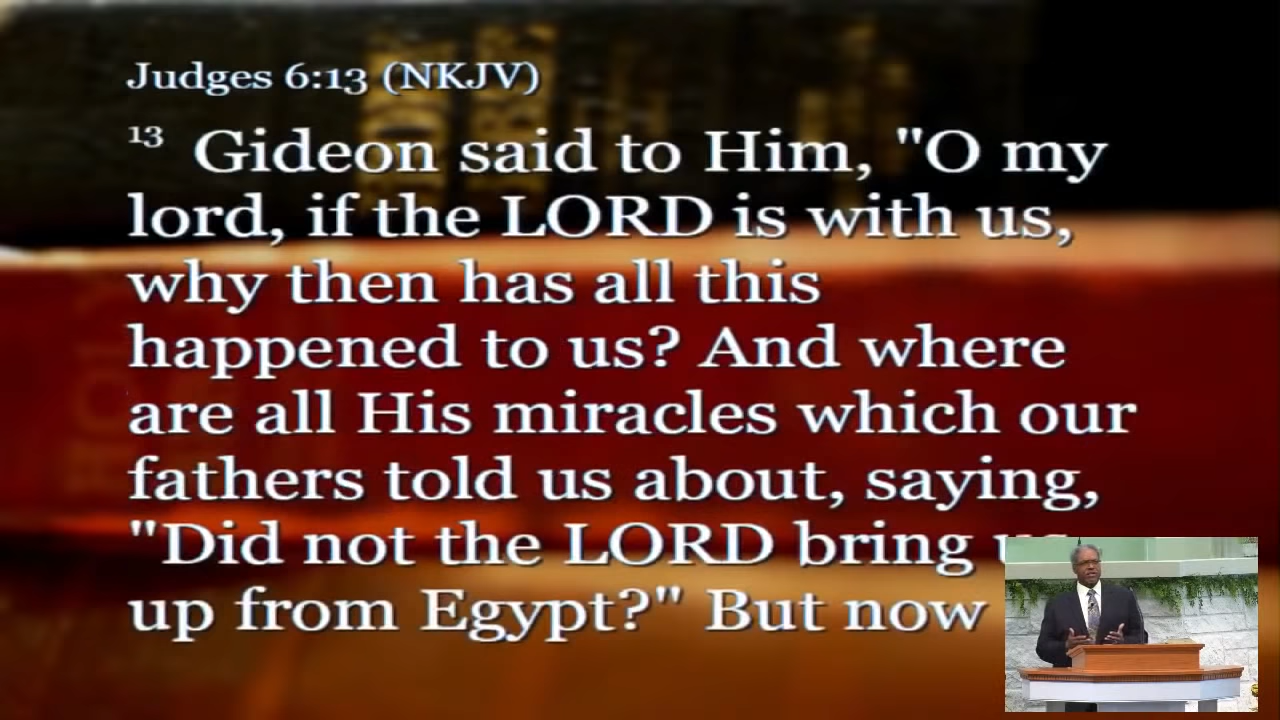 Judges 6:13 (NKJV)
13 Gideon said to Him, "O my
lord, if the LORD is with us,
why then has all this
happened to us? And where
are all His miracles which our
fathers told us about, saying,
"Did not the LORD bring
up from Egypt?" But now